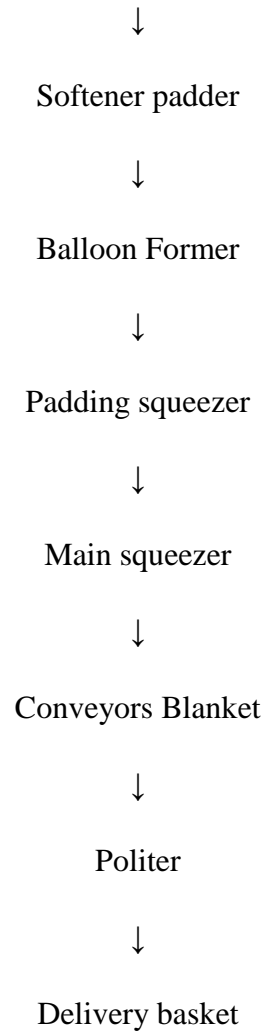 ↓
Softener padder
↓
Balloon Former
↓
Padding squeezer
↓
Main squeezer
↓
Conveyors Blanket
↓
Politer
↓
Delivery basket